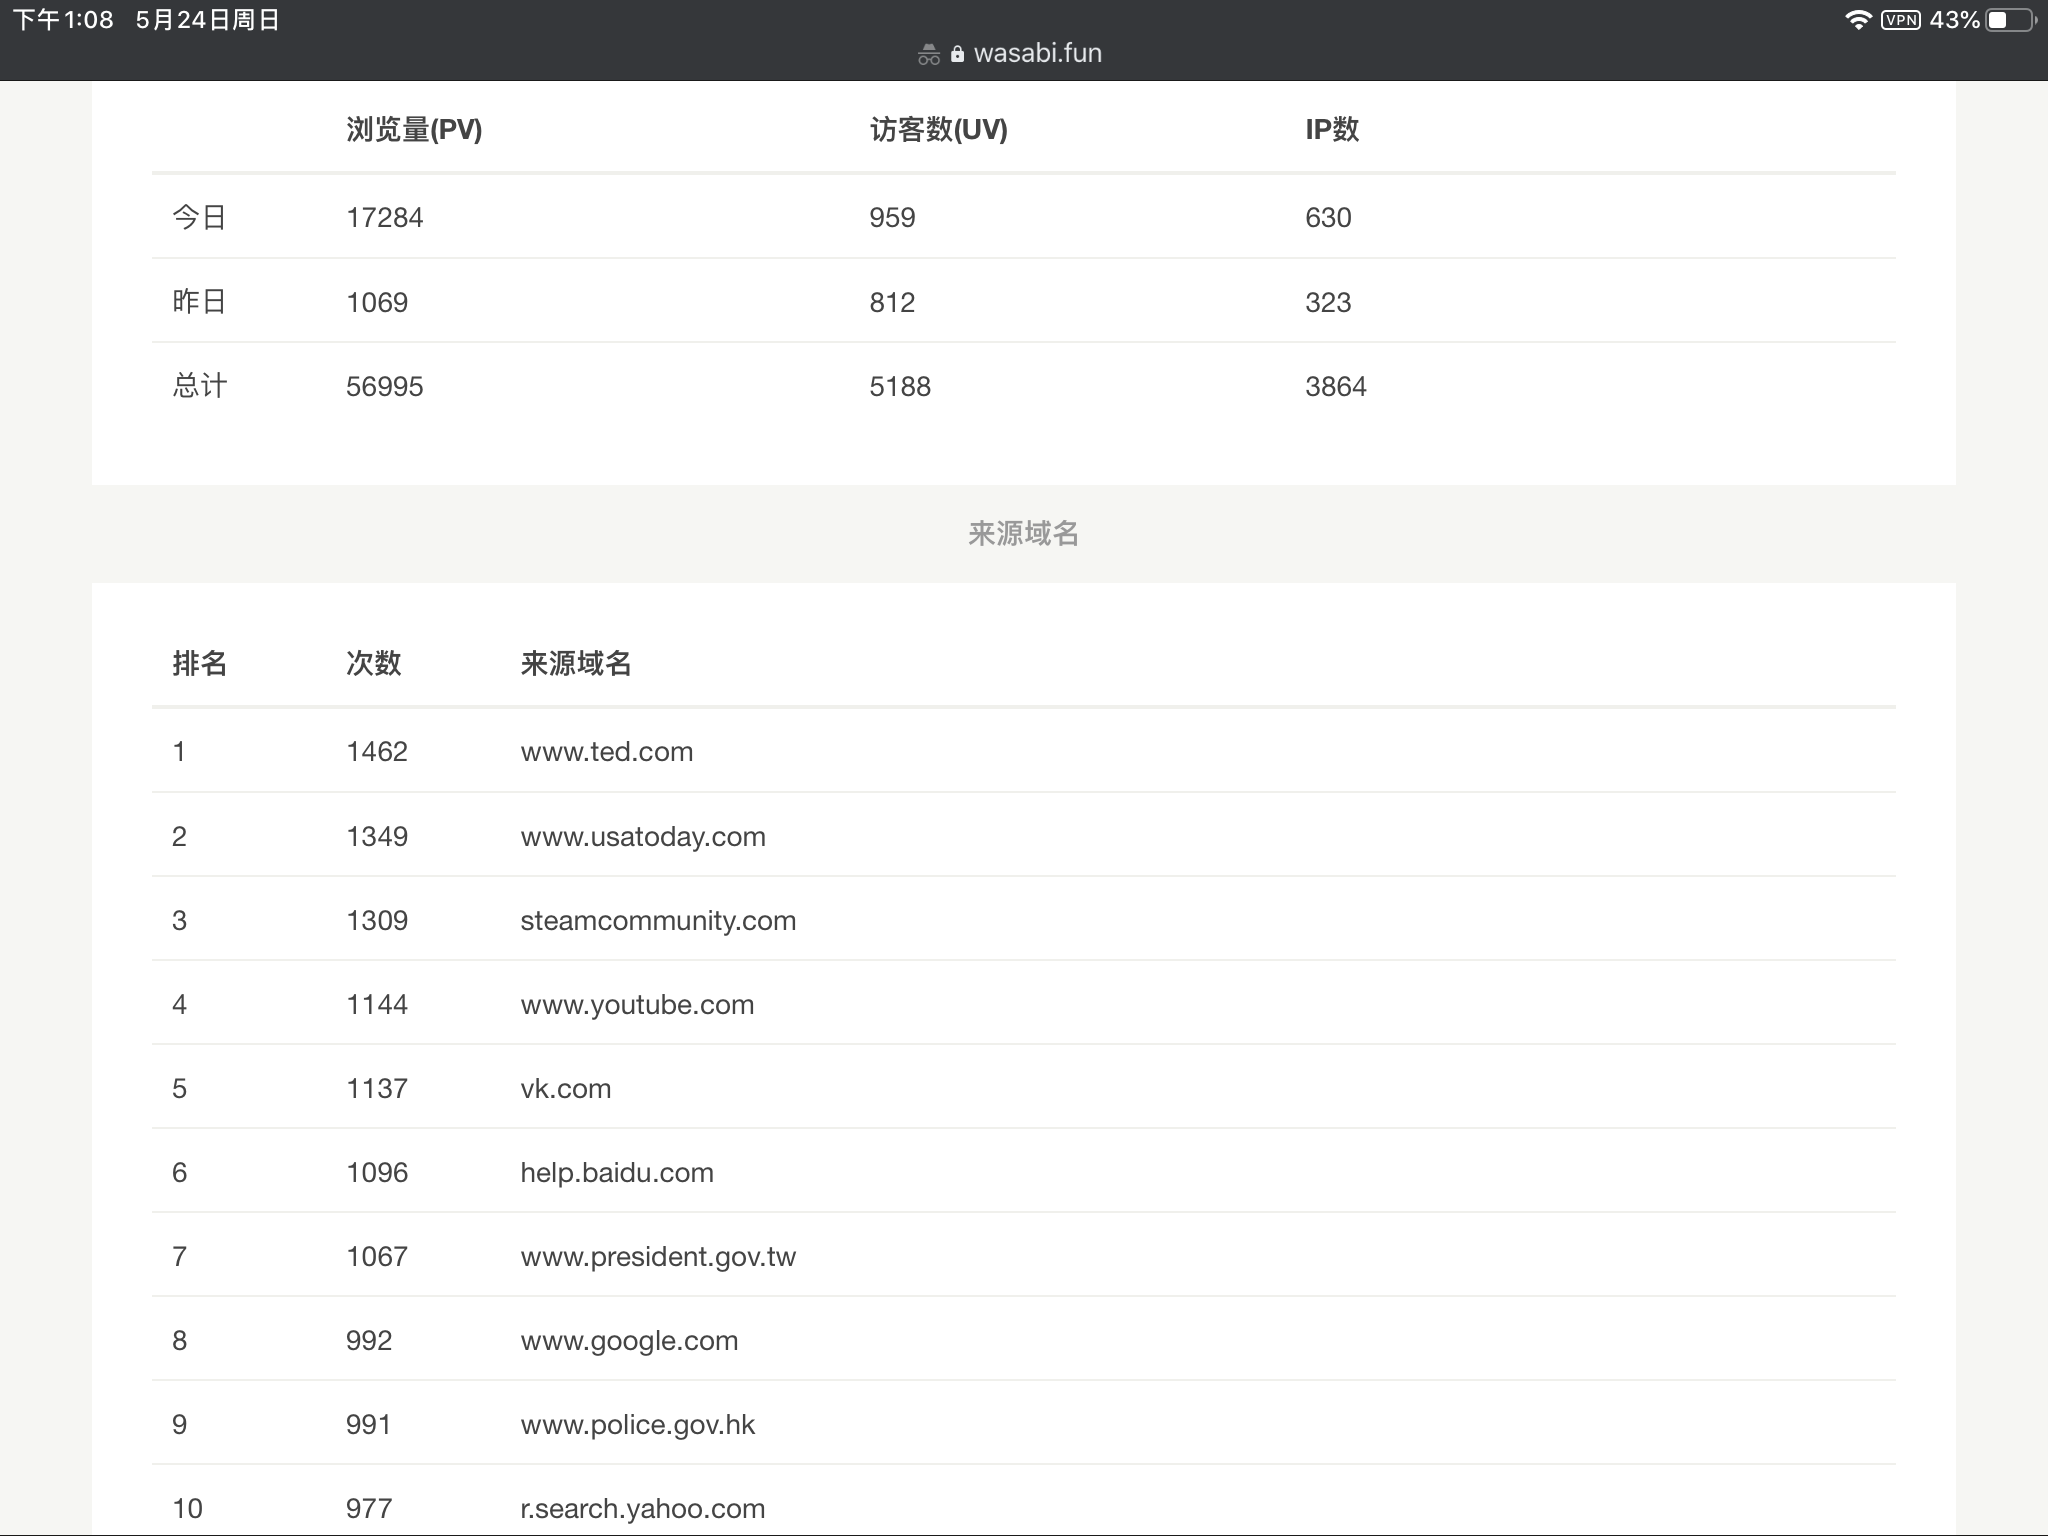 下午1:08 5月24日周日
VPN 43%
wasabi.fun
浏览量(PV) 访客数(UV) IP数
今日 17284 959 630
昨日 1069 812 323
总计 56995 5188 3864
来源域名
排名 次数 来源域名
1 1462 www.ted.com
2 1349 www.usatoday.com
3 1309 steamcommunity.com
4 1144 www.youtube.com
5 1137 vk.com
6 1096 help.baidu.com
7 1067 www.president.gov.tw
8 992 www.google.com
9 991 www.police.gov.hk
10 977 r.search.yahoo.com